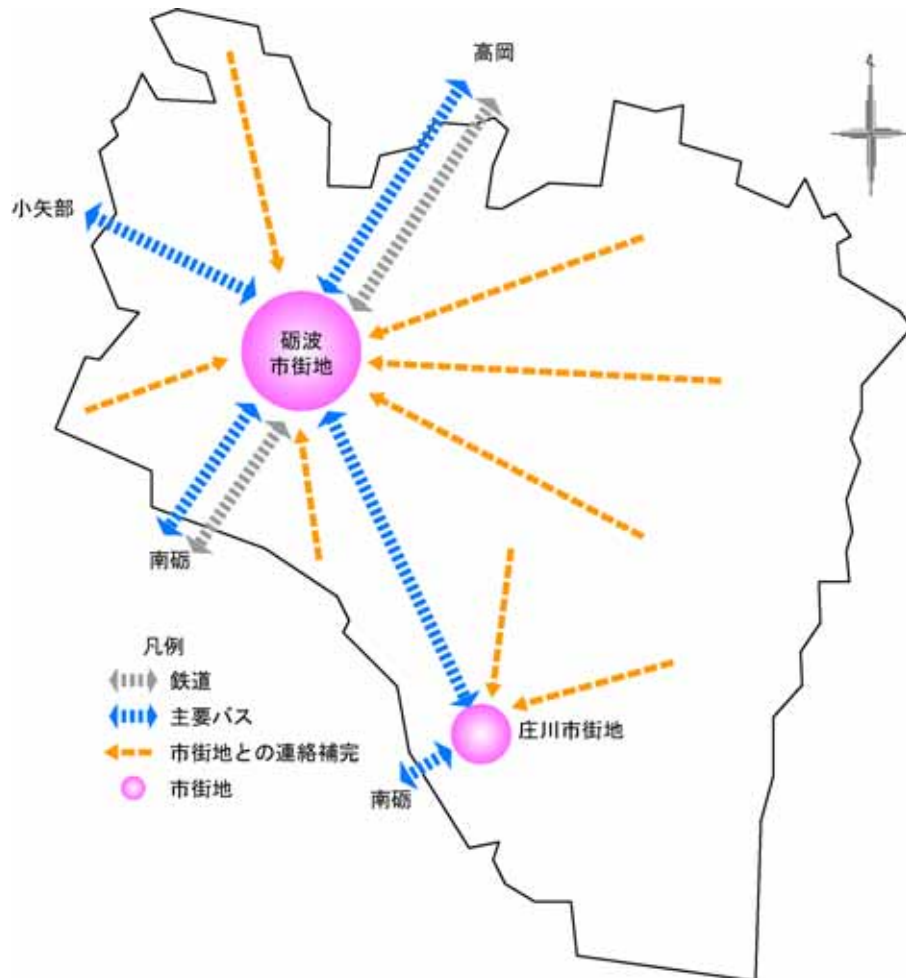 高岡
小矢部
砺波
市街地
南砺
凡例
鉄道
主要バス
市街地との連絡補完
市街地
庄川市街地
南砺